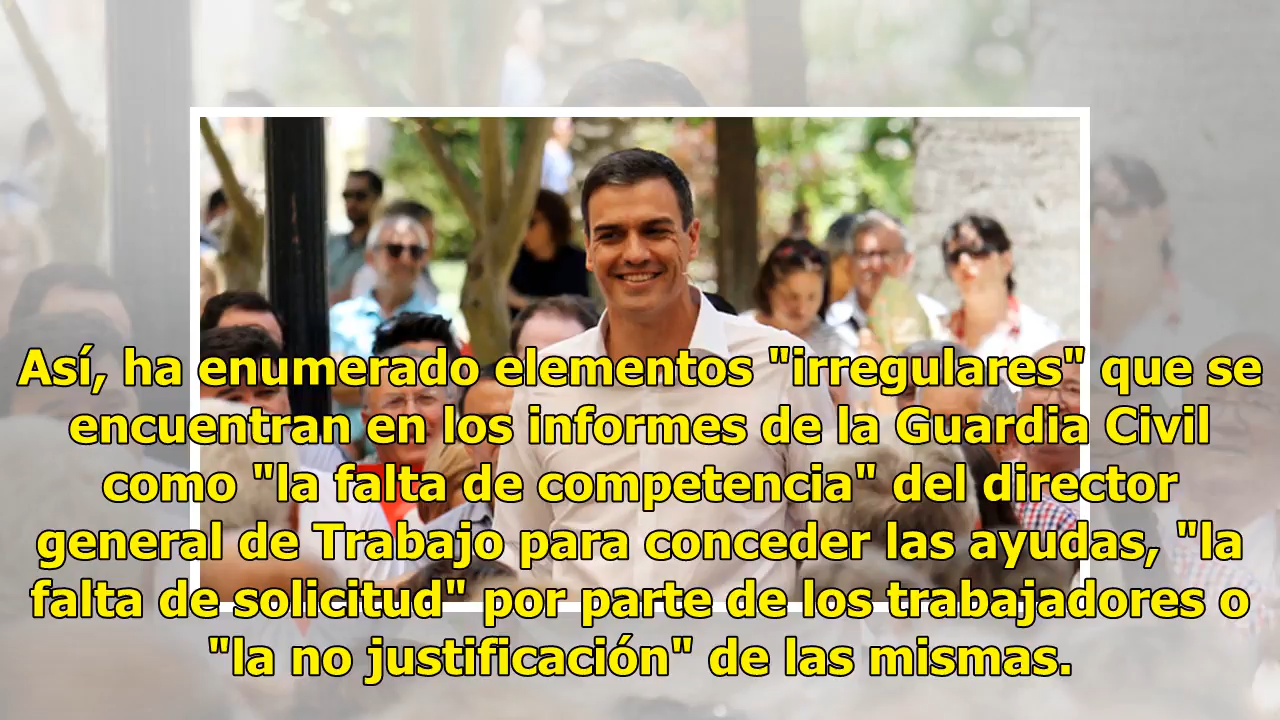 Así, ha enumerado elementos "irregulares" que se
encuentran en los informes de la Guardia Civil
como "la falta de competencia" del director
general de Trabajo para conceder las ayudas, "la
falta de solicitud" por parte de los trabajadores o
"la no justificación" de las mismas.